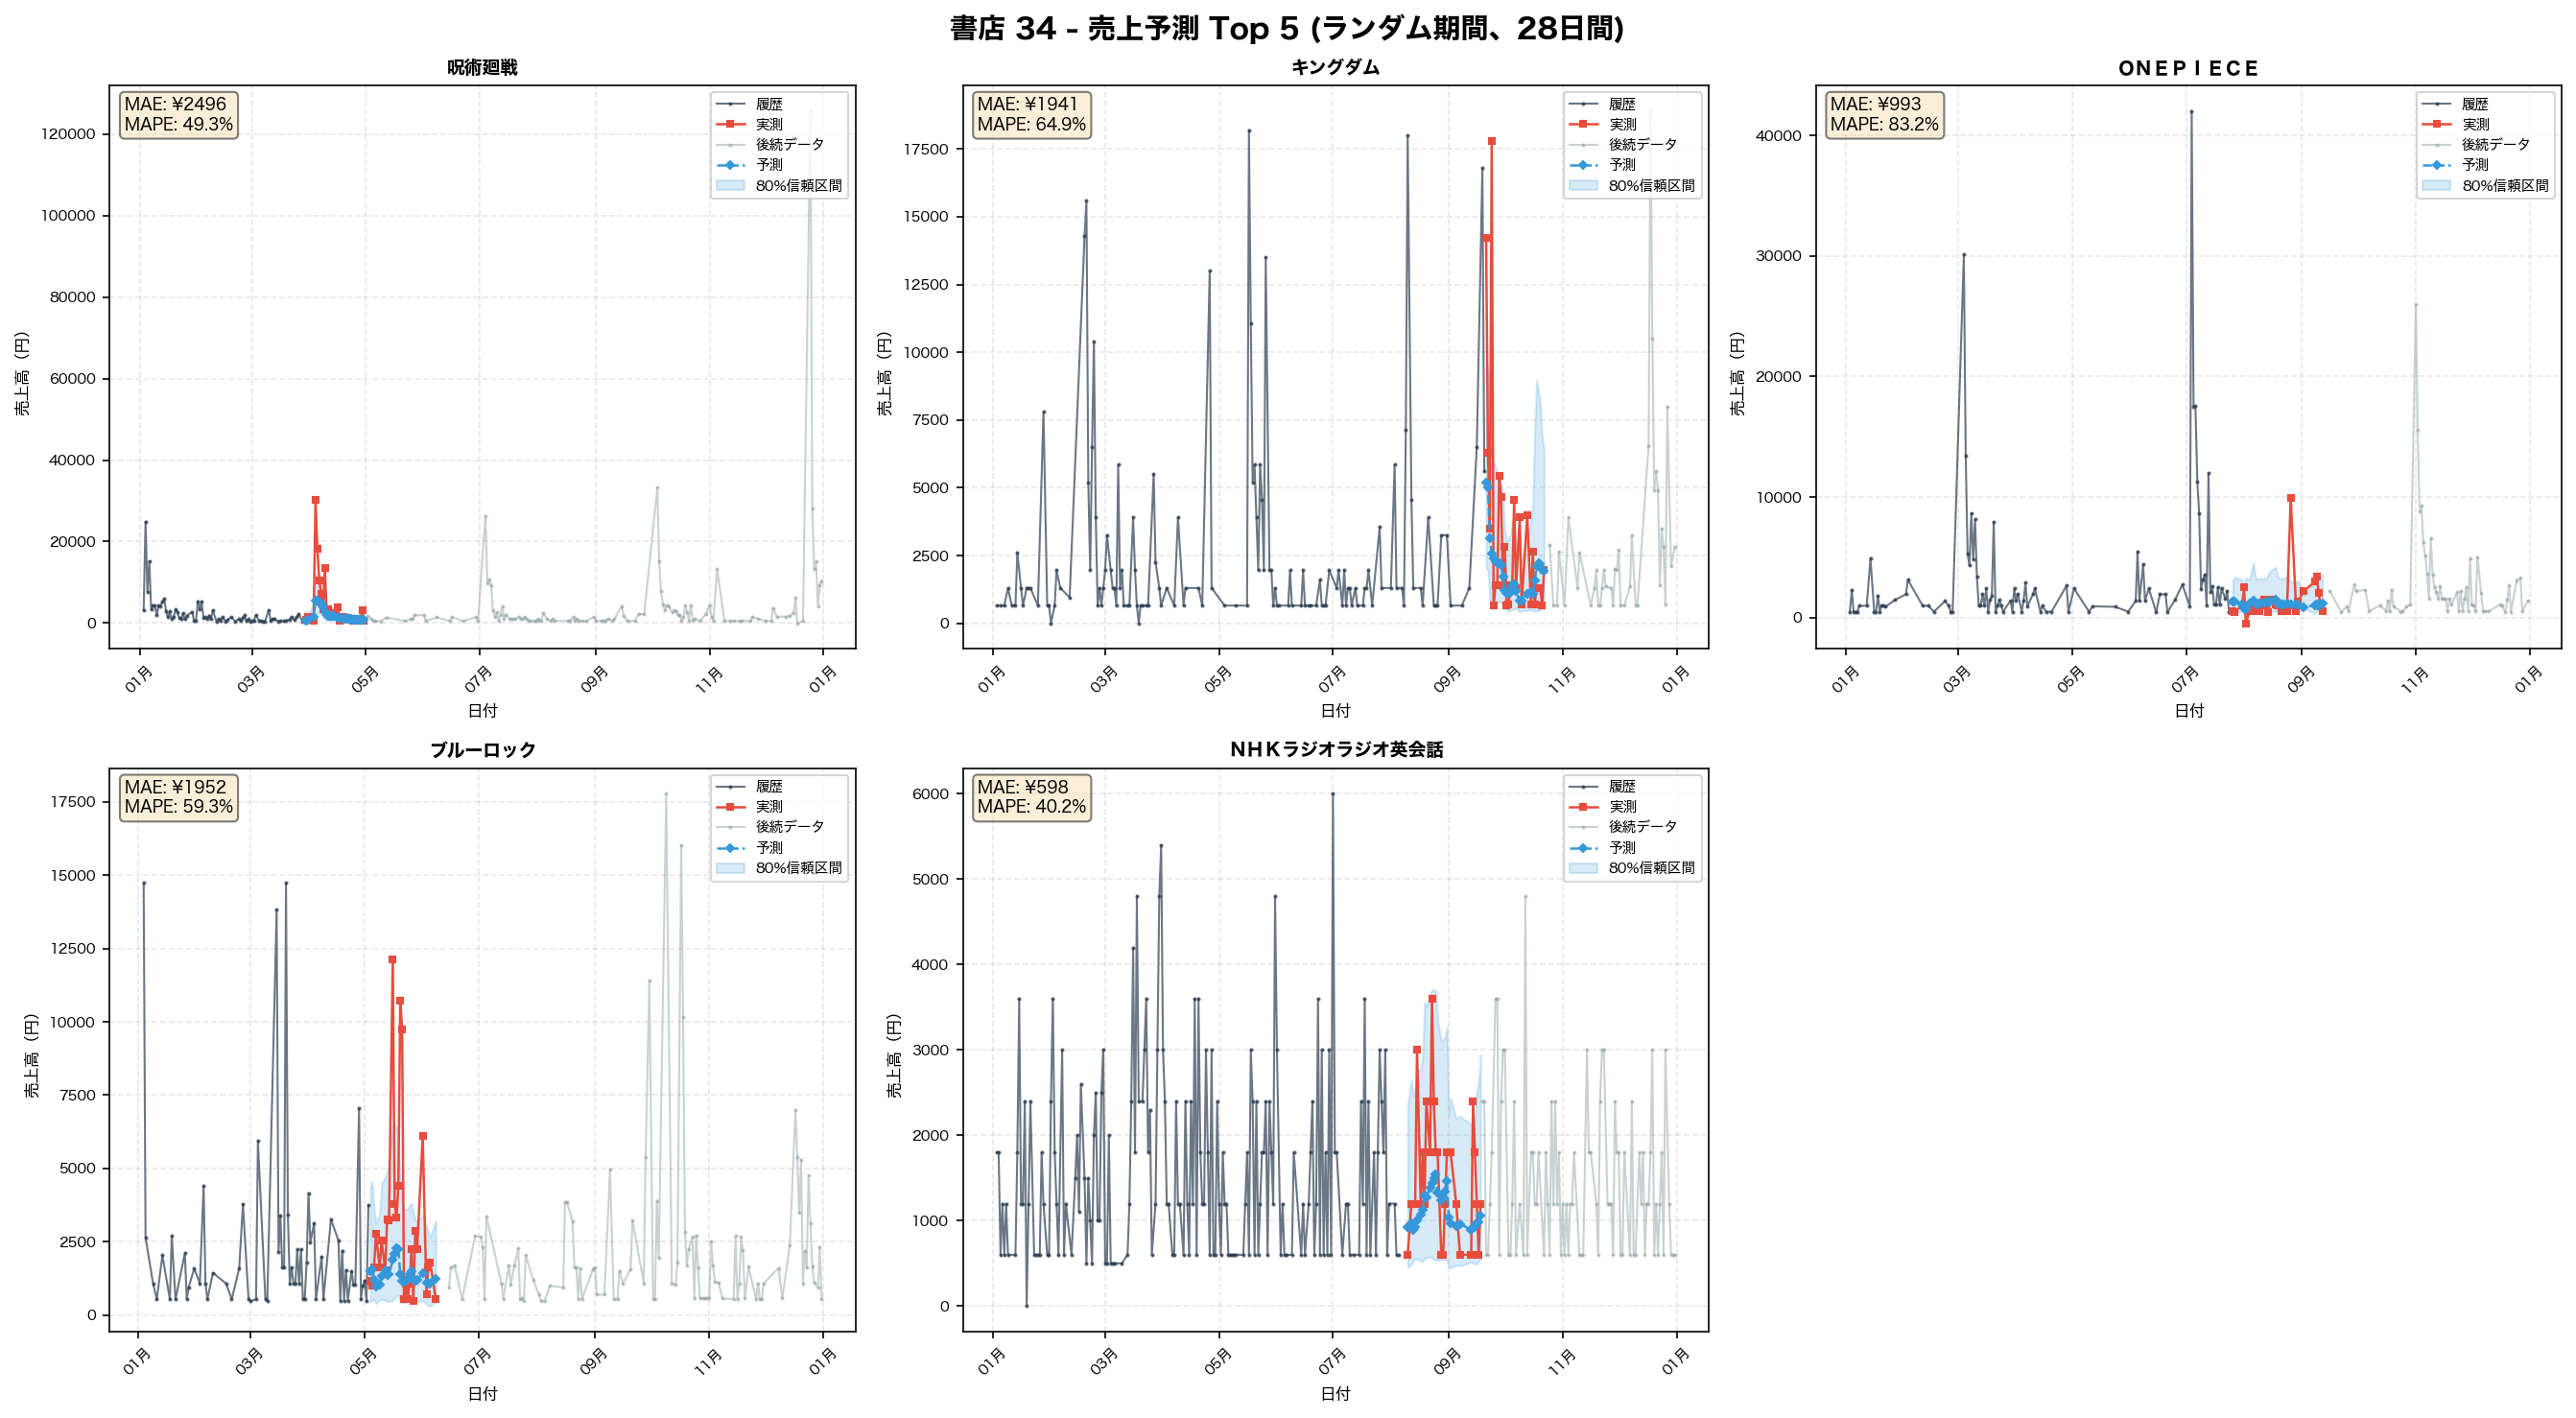 書店 34 - 売上予測 Top 5 (ランダム期間、28日間)
呪術廻戦
MAE: ¥2496
MAPE: 49.3%
履歴
実測
後続データ
予測
80%信頼区間
売上高（円）
120000
100000
80000
60000
40000
20000
0
01月
03月
05月
07月
09月
11月
01月
日付
キングダム
MAE: ¥1941
MAPE: 64.9%
履歴
実測
後続データ
予測
80%信頼区間
売上高（円）
17500
15000
12500
10000
7500
5000
2500
0
01月
03月
05月
07月
09月
11月
01月
日付
ＯＮＥＰＩＥＣＥ
MAE: ¥993
MAPE: 83.2%
履歴
実測
後続データ
予測
80%信頼区間
売上高（円）
40000
30000
20000
10000
0
01月
03月
05月
07月
09月
11月
01月
日付
ブルーロック
MAE: ¥1952
MAPE: 59.3%
履歴
実測
後続データ
予測
80%信頼区間
売上高（円）
17500
15000
12500
10000
7500
5000
2500
0
01月
03月
05月
07月
09月
11月
01月
日付
ＮＨＫラジオラジオ英会話
MAE: ¥598
MAPE: 40.2%
履歴
実測
後続データ
予測
80%信頼区間
売上高（円）
6000
5000
4000
3000
2000
1000
0
01月
03月
05月
07月
09月
11月
01月
日付